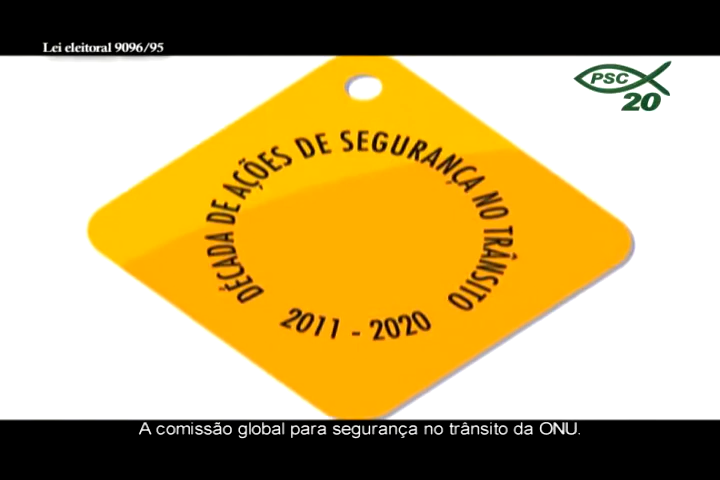 Lei eleitoral 9096/95
PSC
20
DÉCADA DE AÇÕES DE SEGURANÇA NO TRÂNSITO
2011 - 2020
A comissão global para segurança no trânsito da ONU.